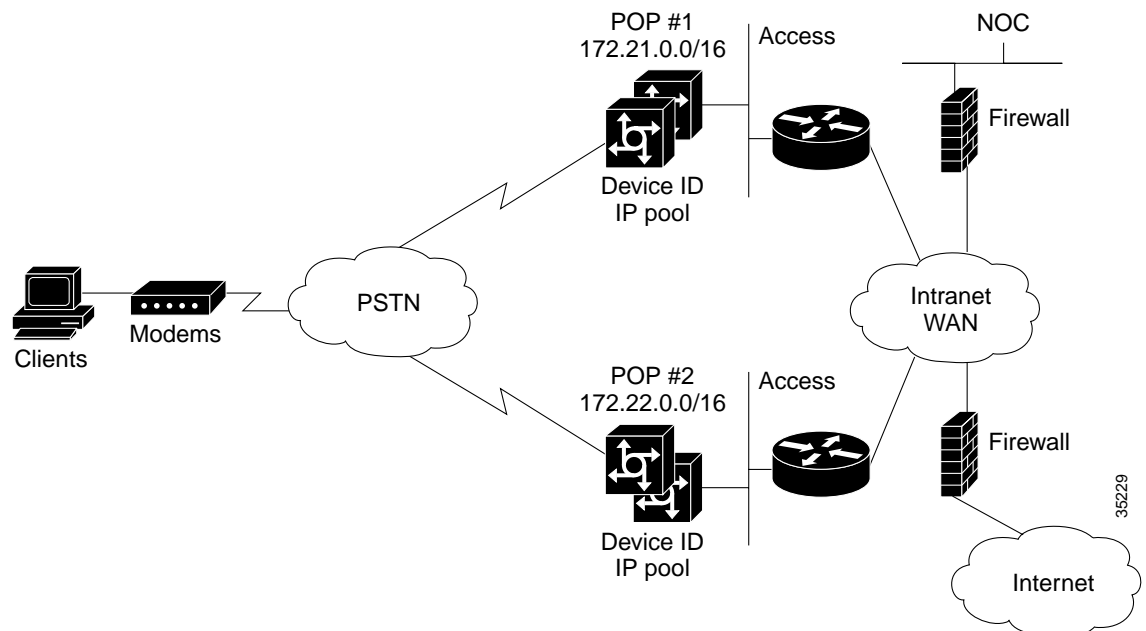 POP #1
172.21.0.0/16
Access
NOC
Firewall
Device ID
IP pool
Clients
Modems
PSTN
Intranet
WAN
POP #2
172.22.0.0/16
Access
Firewall
Device ID
IP pool
Internet
35229